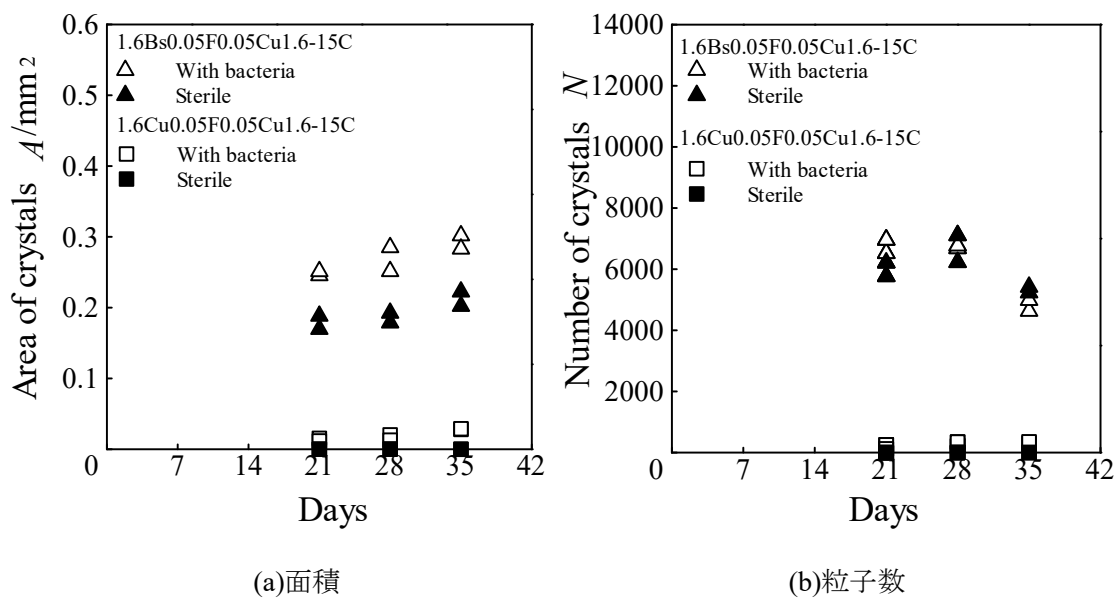 0.6
0.5
0.4
0.3
0.2
0.1
0
Area of crystals A/mm2
1.6Bs0.05F0.05Cu1.6-15C
With bacteria
Sterile
1.6Cu0.05F0.05Cu1.6-15C
With bacteria
Sterile
7 14 21 28 35 42
Days
(a)面積
14000
12000
10000
8000
6000
4000
2000
0
Number of crystals N
1.6Bs0.05F0.05Cu1.6-15C
With bacteria
Sterile
1.6Cu0.05F0.05Cu1.6-15C
With bacteria
Sterile
7 14 21 28 35 42
Days
(b)粒子数